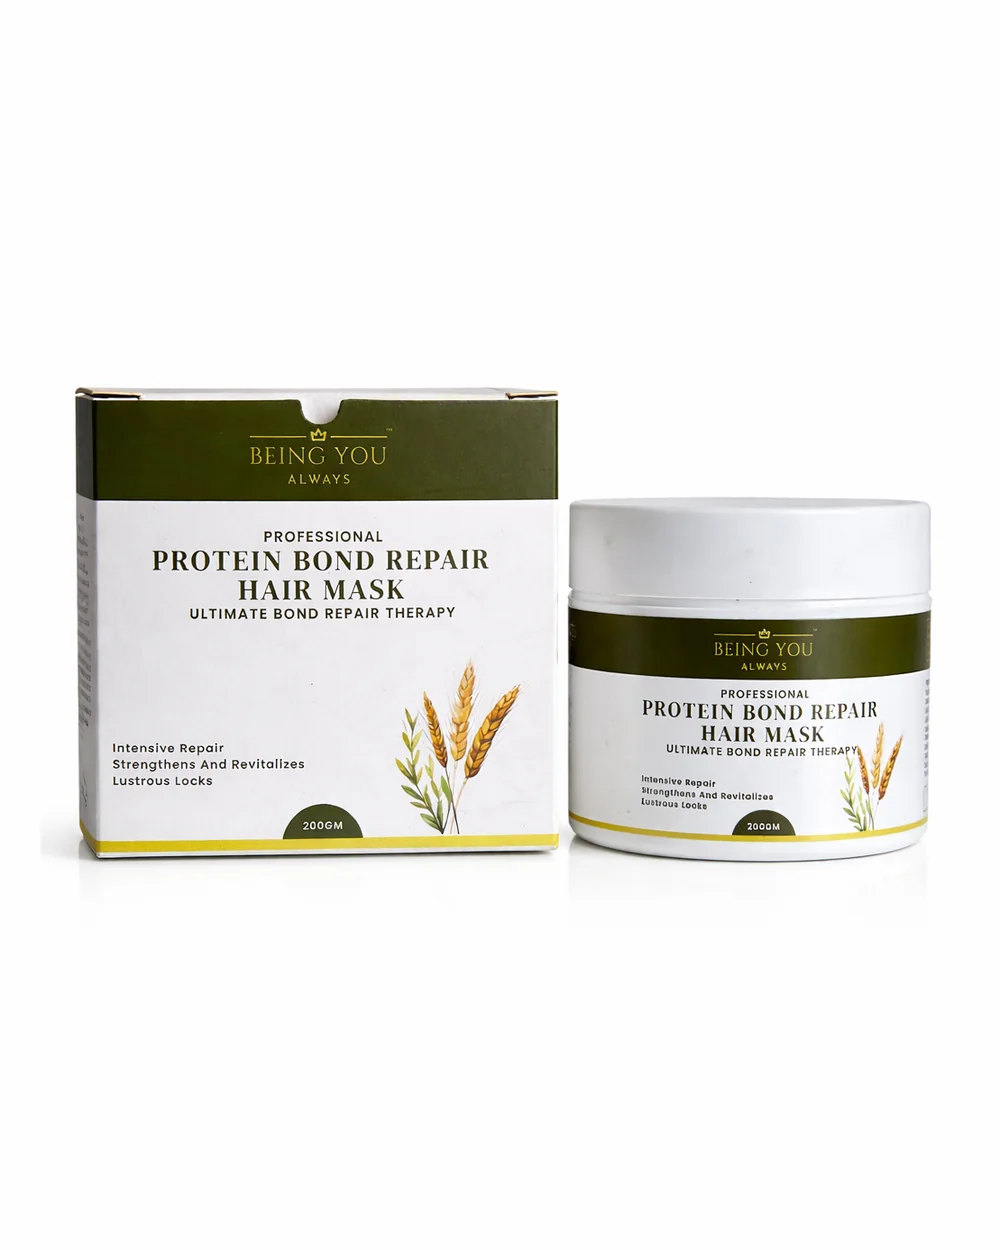 BEING YOU
ALWAYS
PROFESSIONAL
PROTEIN BOND REPAIR
HAIR MASK
ULTIMATE BOND REPAIR THERAPY
Intensive Repair
Strengthens And Revitalizes
Lustrous Locks
200GM
BEING YOU
ALWAYS
PROFESSIONAL
PROTEIN BOND REPAIR
HAIR MASK
ULTIMATE BOND REPAIR THERAPY
Intensive Repair
Strengthens And Revitalizes
Lustrous Locks
200GM